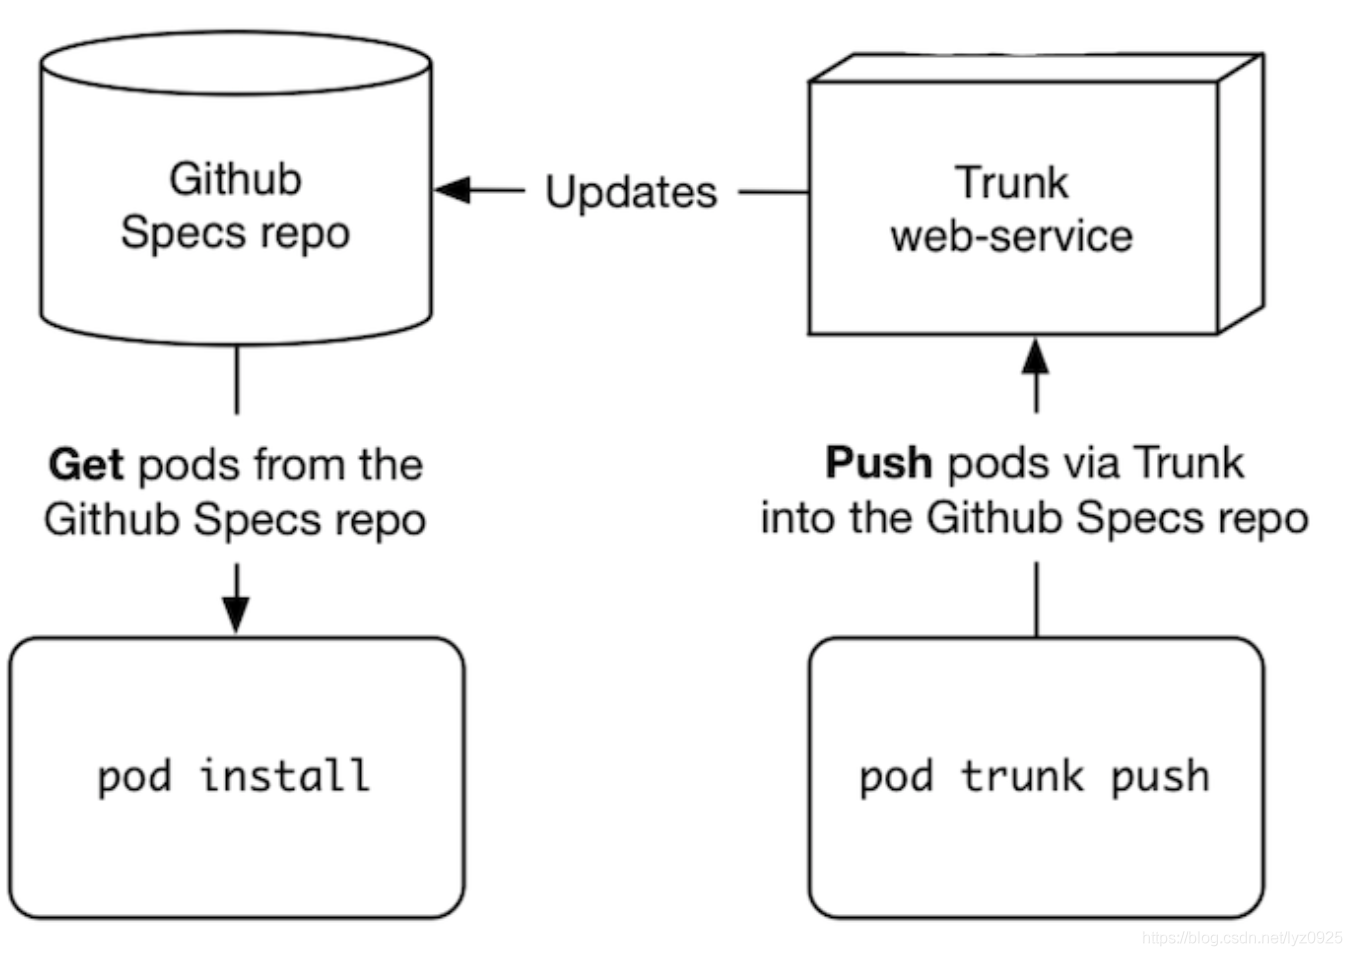 Github
Specs repo
Updates
Trunk
web-service
Get pods from the
Github Specs repo
Push pods via Trunk
into the Github Specs repo
pod install
pod trunk push
https://blog.csdn.net/lyz0925